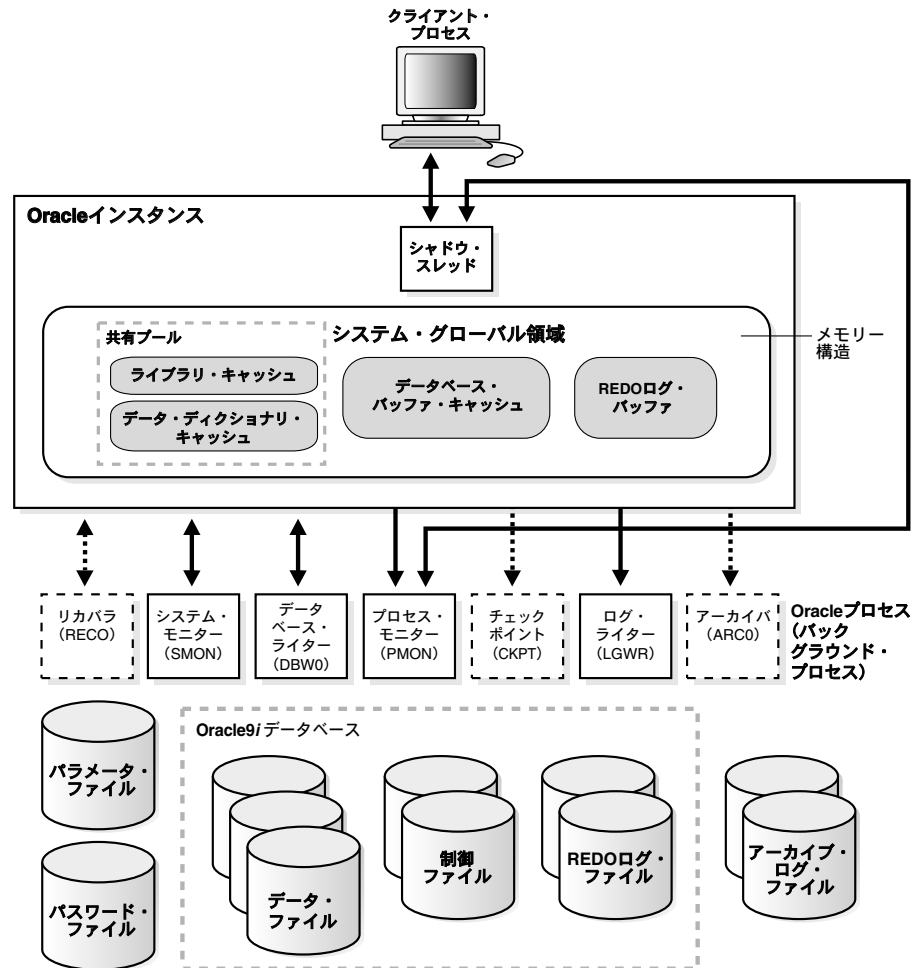 クライアント・
プロセス
Oracleインスタンス
シャドウ・
スレッド
共有プール
システム・グローバル領域
メモリー
構造
ライブラリ・キャッシュ
データ・ディクショナリ・
キャッシュ
データベース・
バッファ・キャッシュ
REDOログ・
バッファ
リカバラ
（RECO）
システム・
モニター
（SMON）
データ
ベース・
ライター
（DBW0）
プロセス・
モニター
（PMON）
チェック
ポイント
（CKPT）
ログ・
ライター
（LGWR）
アーカイバ
（ARC0）
Oracleプロセス
（バック
グラウンド・
プロセス）
パラメータ・
ファイル
パスワード・
ファイル
Oracle9i データベース
データ・
ファイル
制御
ファイル
REDOログ・
ファイル
アーカイブ・
ログ・
ファイル